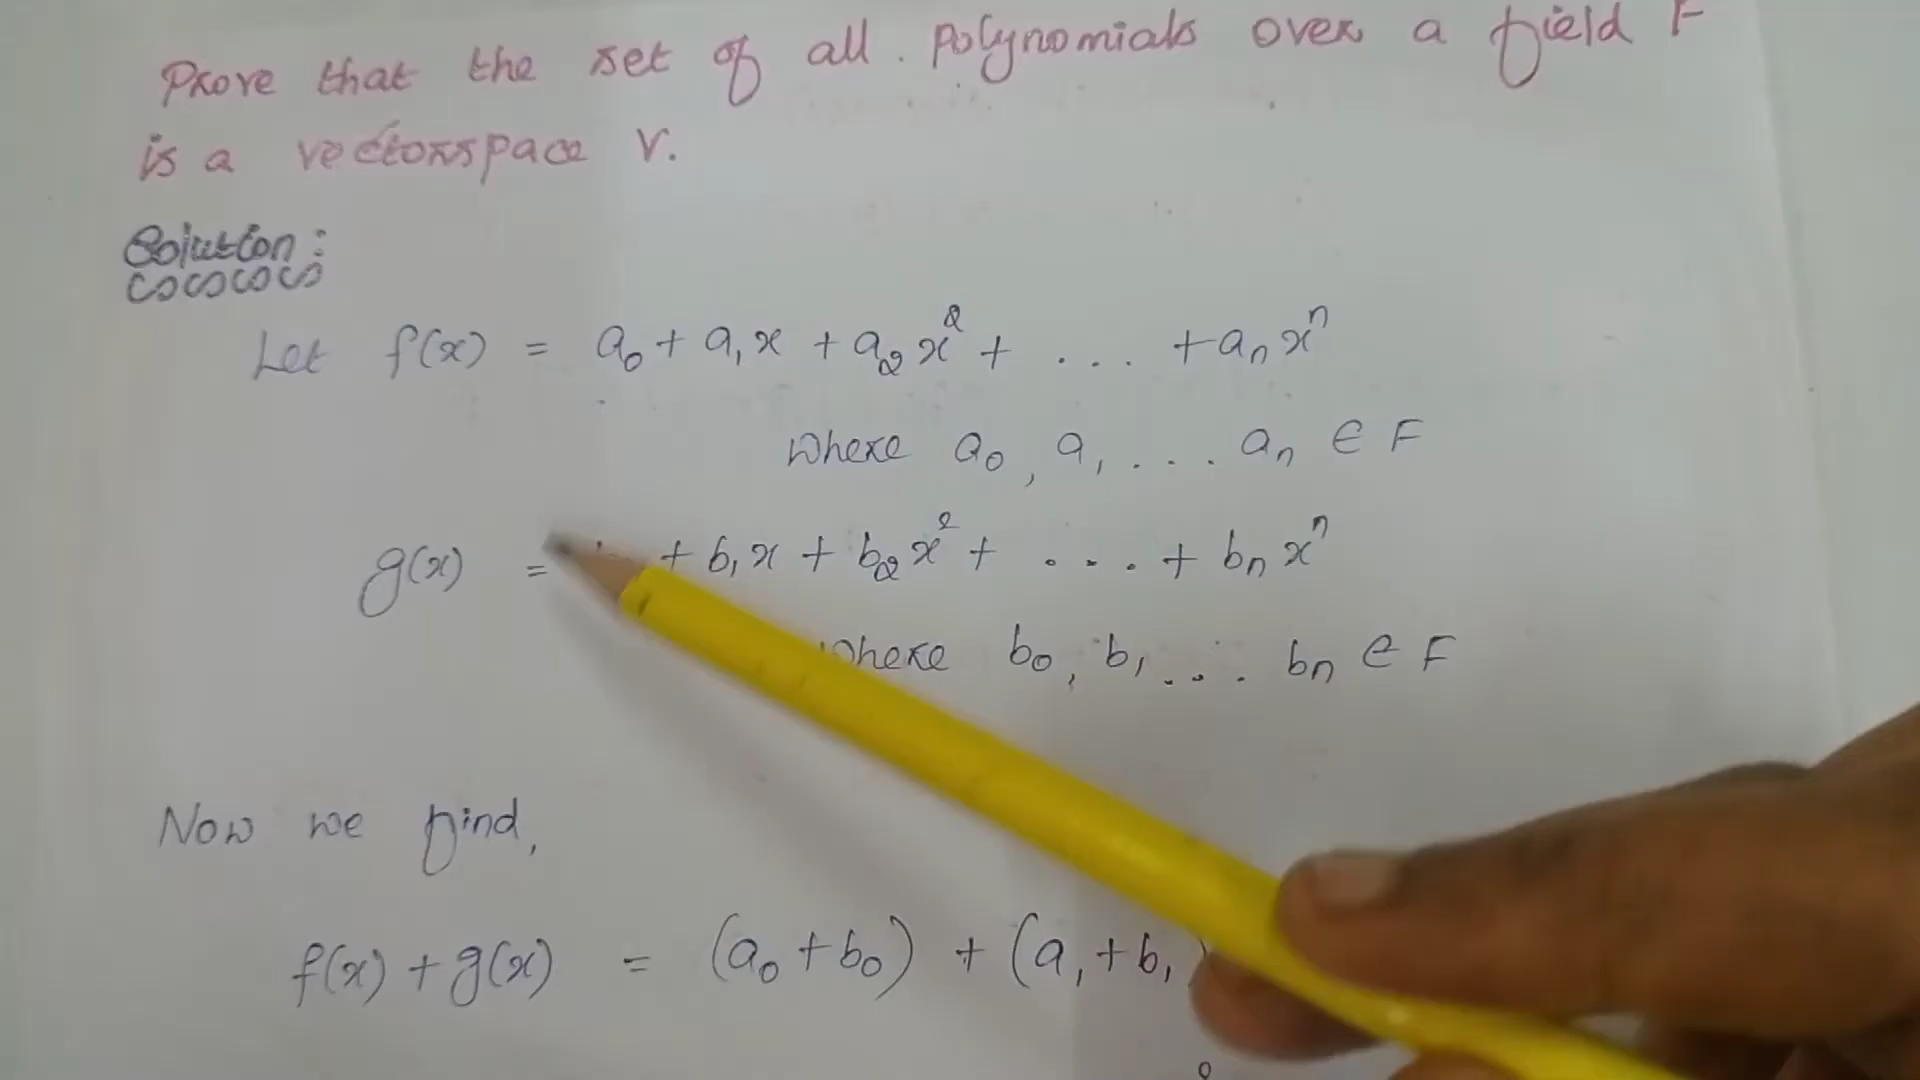 Prove that the set of all polynomials over a field F
is a vectorspace V.
Solution:
Let f(x) = a₀ + a₁x + a₂x² + ... + aₙxⁿ
where a₀, a₁ ... aₙ ∈ F
g(x) = + b₁x + b₂x² + ... + bₙxⁿ
where b₀, b₁ ... bₙ ∈ F
Now we find,
f(x) + g(x) = (a₀ + b₀) + (a₁ + b₁